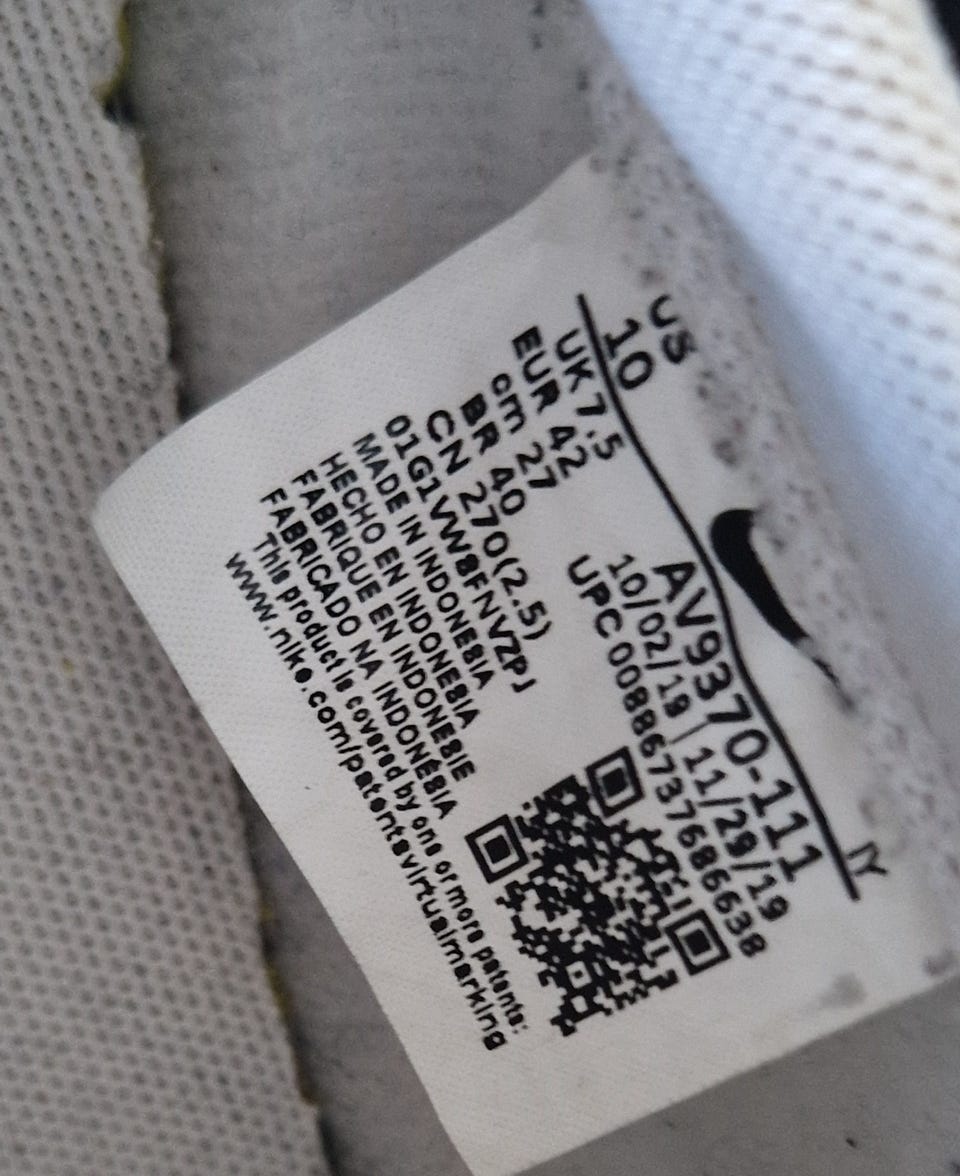 US
10
IY
UK 7.5
EUR 42
cm 27
BR 40
CN 270(2.5)
AV9370-111
10/02/19 | 11/29/19
UPC 00886737686638
01G1VW8FNVZPJ
MADE IN INDONESIA
HECHO EN INDONESIA
FABRIQUE EN INDONESIE
FABRICADO NA INDONÉSIA
This product is covered by one or more patents:
www.nike.com/patentsvirtualmarking